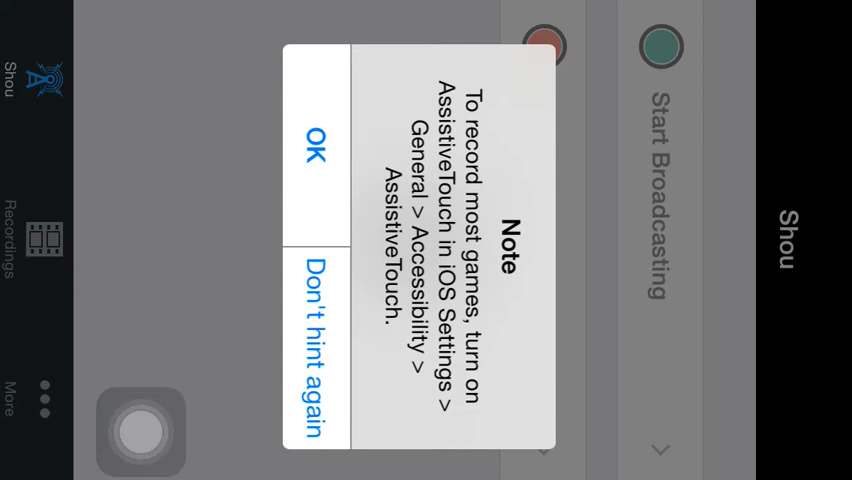 Shou
Start Broadcasting
Note
To record most games, turn on
AssistiveTouch in iOS Settings >
General > Accessibility >
AssistiveTouch.
OK
Don't hint again
Shou
Recordings
More